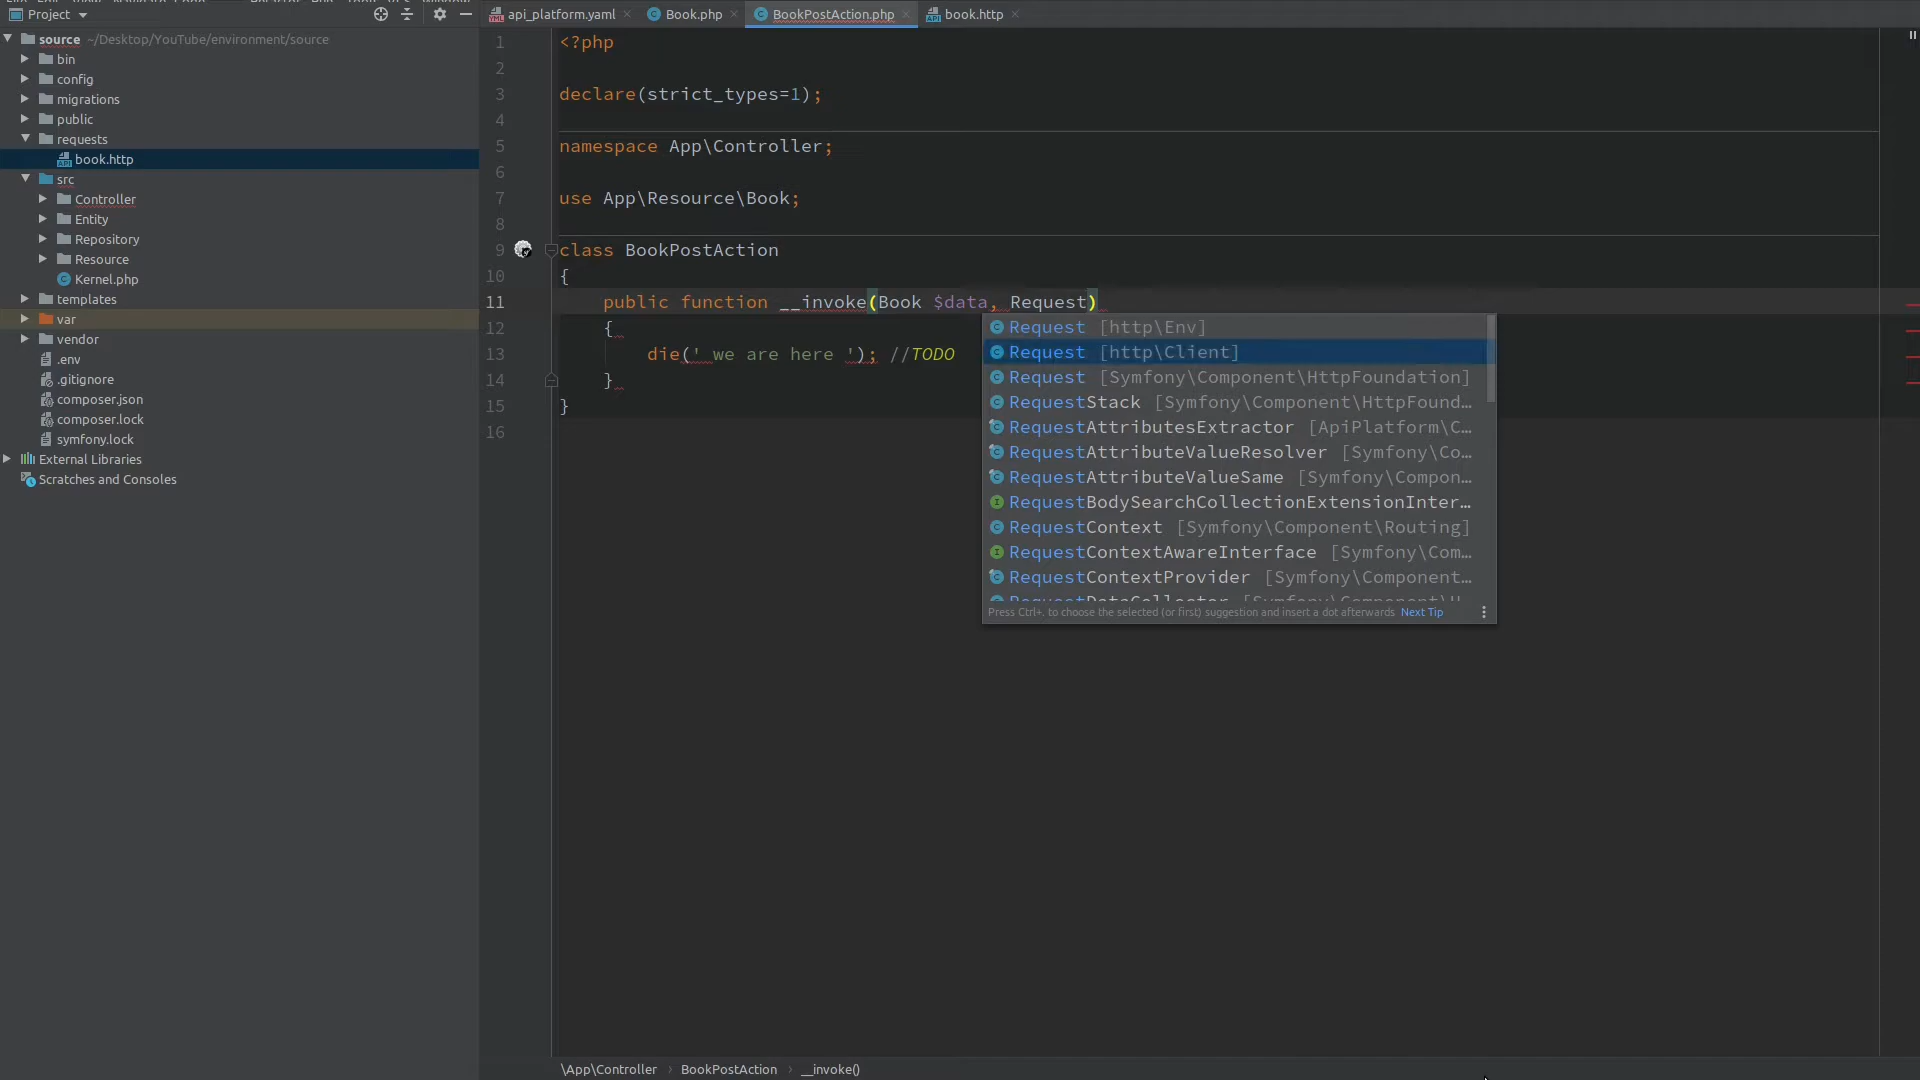 Project
api_platform.yaml
Book.php
BookPostAction.php
book.http
source ~/Desktop/YouTube/environment/source
bin
config
migrations
public
requests
book.http
src
Controller
Entity
Repository
Resource
Kernel.php
templates
var
vendor
.env
.gitignore
composer.json
composer.lock
symfony.lock
External Libraries
Scratches and Consoles
1 <?php
2
3 declare(strict_types=1);
4
5 namespace App\Controller;
6
7 use App\Resource\Book;
8
9 class BookPostAction
10 {
11 public function __invoke(Book $data, Request)
12 {
13 die(' we are here '); //TODO
14 }
15 }
16
Request [http\Env]
Request [http\Client]
Request [Symfony\Component\HttpFoundation]
RequestStack [Symfony\Component\HttpFound…
RequestAttributesExtractor [ApiPlatform\C…
RequestAttributeValueResolver [Symfony\Co…
RequestAttributeValueSame [Symfony\Compon…
RequestBodySearchCollectionExtensionInter…
RequestContext [Symfony\Component\Routing]
RequestContextAwareInterface [Symfony\Com…
RequestContextProvider [Symfony\Component…
RequestDataCollector [Symfony\Component\H…
Press Ctrl+. to choose the selected (or first) suggestion and insert a dot afterwards Next Tip
\App\Controller › BookPostAction › __invoke()